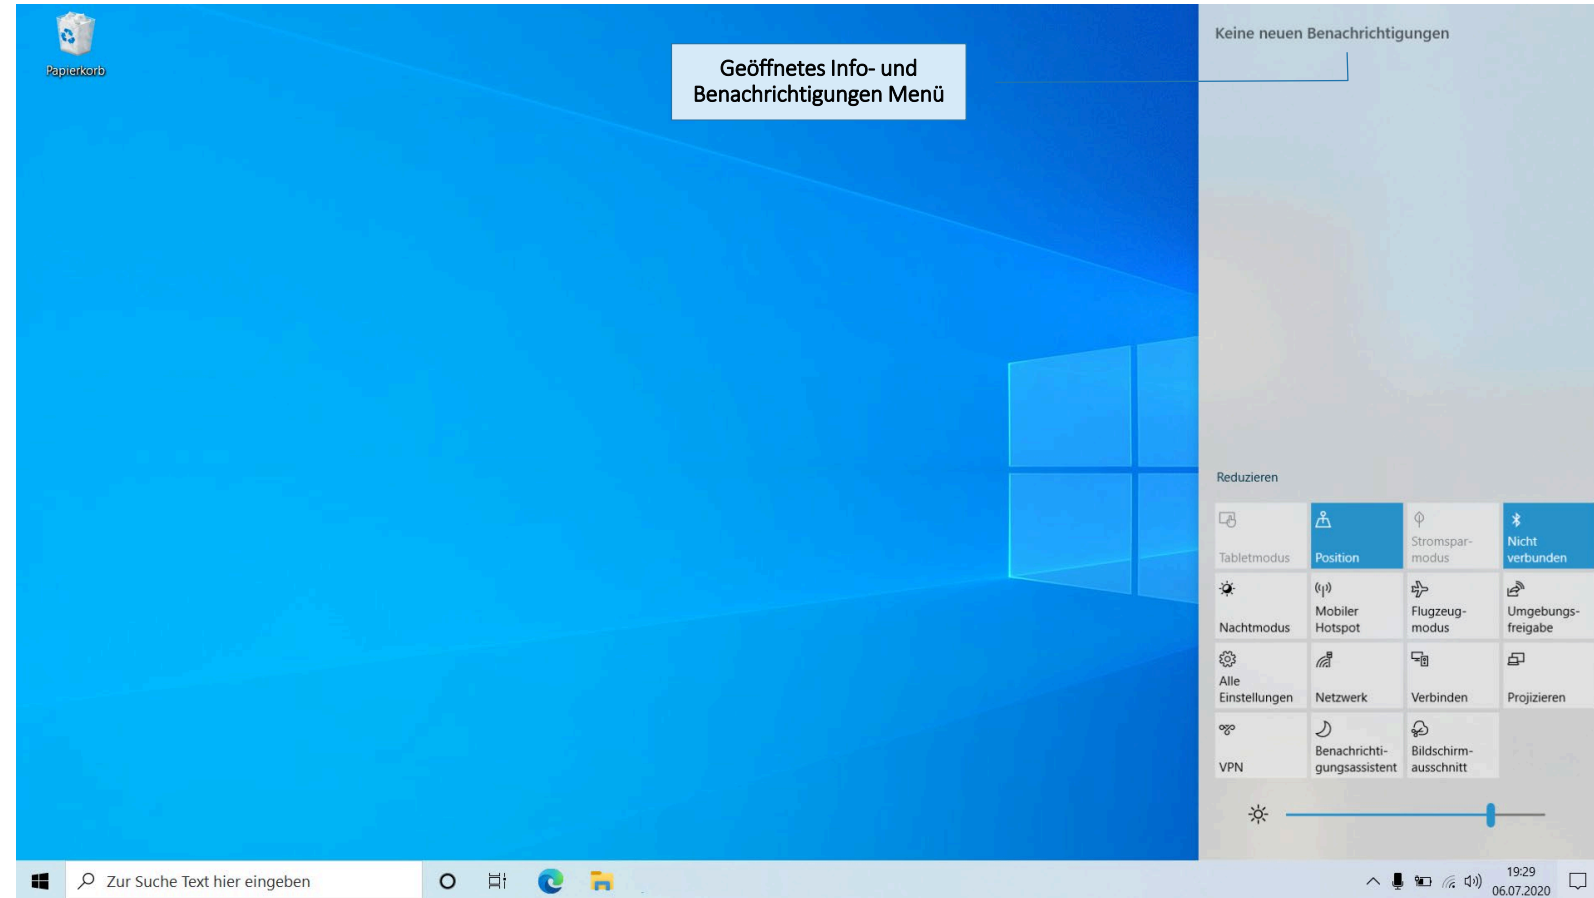 Papierkorb
Geöffnetes Info- und
Benachrichtigungen Menü
Keine neuen Benachrichtigungen
Reduzieren
Tabletmodus
Position
Stromspar-
modus
Nicht
verbunden
Nachtmodus
Mobiler
Hotspot
Flugzeug-
modus
Umgebungs-
freigabe
Alle
Einstellungen
Netzwerk
Verbinden
Projizieren
VPN
Benachrichti-
gungsassistent
Bildschirm-
ausschnitt
Zur Suche Text hier eingeben
19:29
06.07.2020